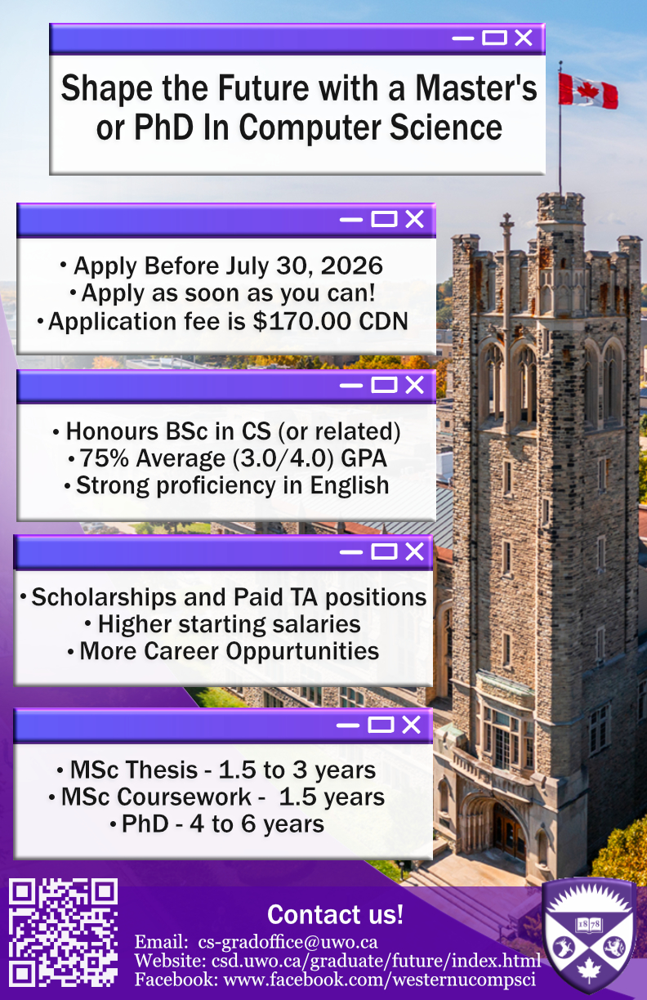 Shape the Future with a Master's
or PhD In Computer Science
• Apply Before July 30, 2026
• Apply as soon as you can!
• Application fee is $170.00 CDN
• Honours BSc in CS (or related)
• 75% Average (3.0/4.0) GPA
• Strong proficiency in English
• Scholarships and Paid TA positions
• Higher starting salaries
• More Career Oppurtunities
• MSc Thesis - 1.5 to 3 years
• MSc Coursework - 1.5 years
• PhD - 4 to 6 years
Contact us!
Email: cs-gradoffice@uwo.ca
Website: csd.uwo.ca/graduate/future/index.html
Facebook: www.facebook.com/westernucompsci
1878